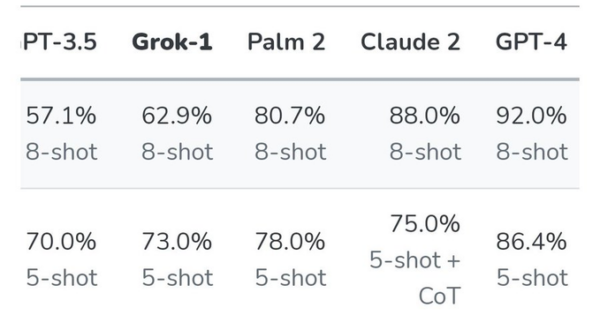 PT-3.5 Grok-1 Palm 2 Claude 2 GPT-4
57.1% 62.9% 80.7% 88.0% 92.0%
8-shot 8-shot 8-shot 8-shot 8-shot
70.0% 73.0% 78.0% 75.0% 86.4%
5-shot 5-shot 5-shot 5-shot + 5-shot
CoT